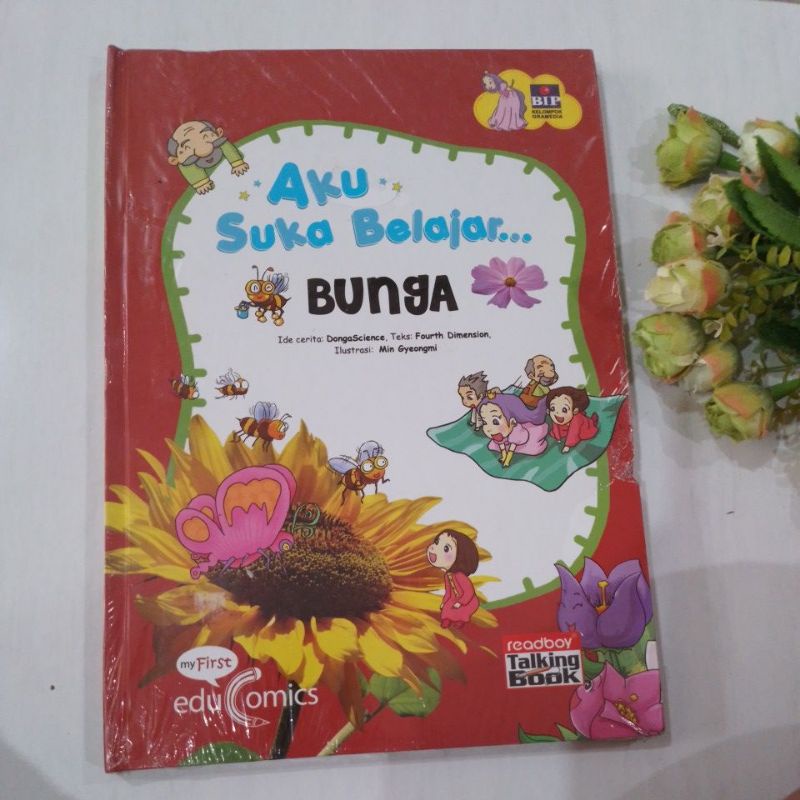 BIP
KELOMPOK
GRAMEDIA
AKU
SUKA BELAJAR...
BUNGA
Ide cerita: DongaScience, Teks: Fourth Dimension,
Ilustrasi: Min Gyeongmi
my First
eduComics
readboy
Talking
Book